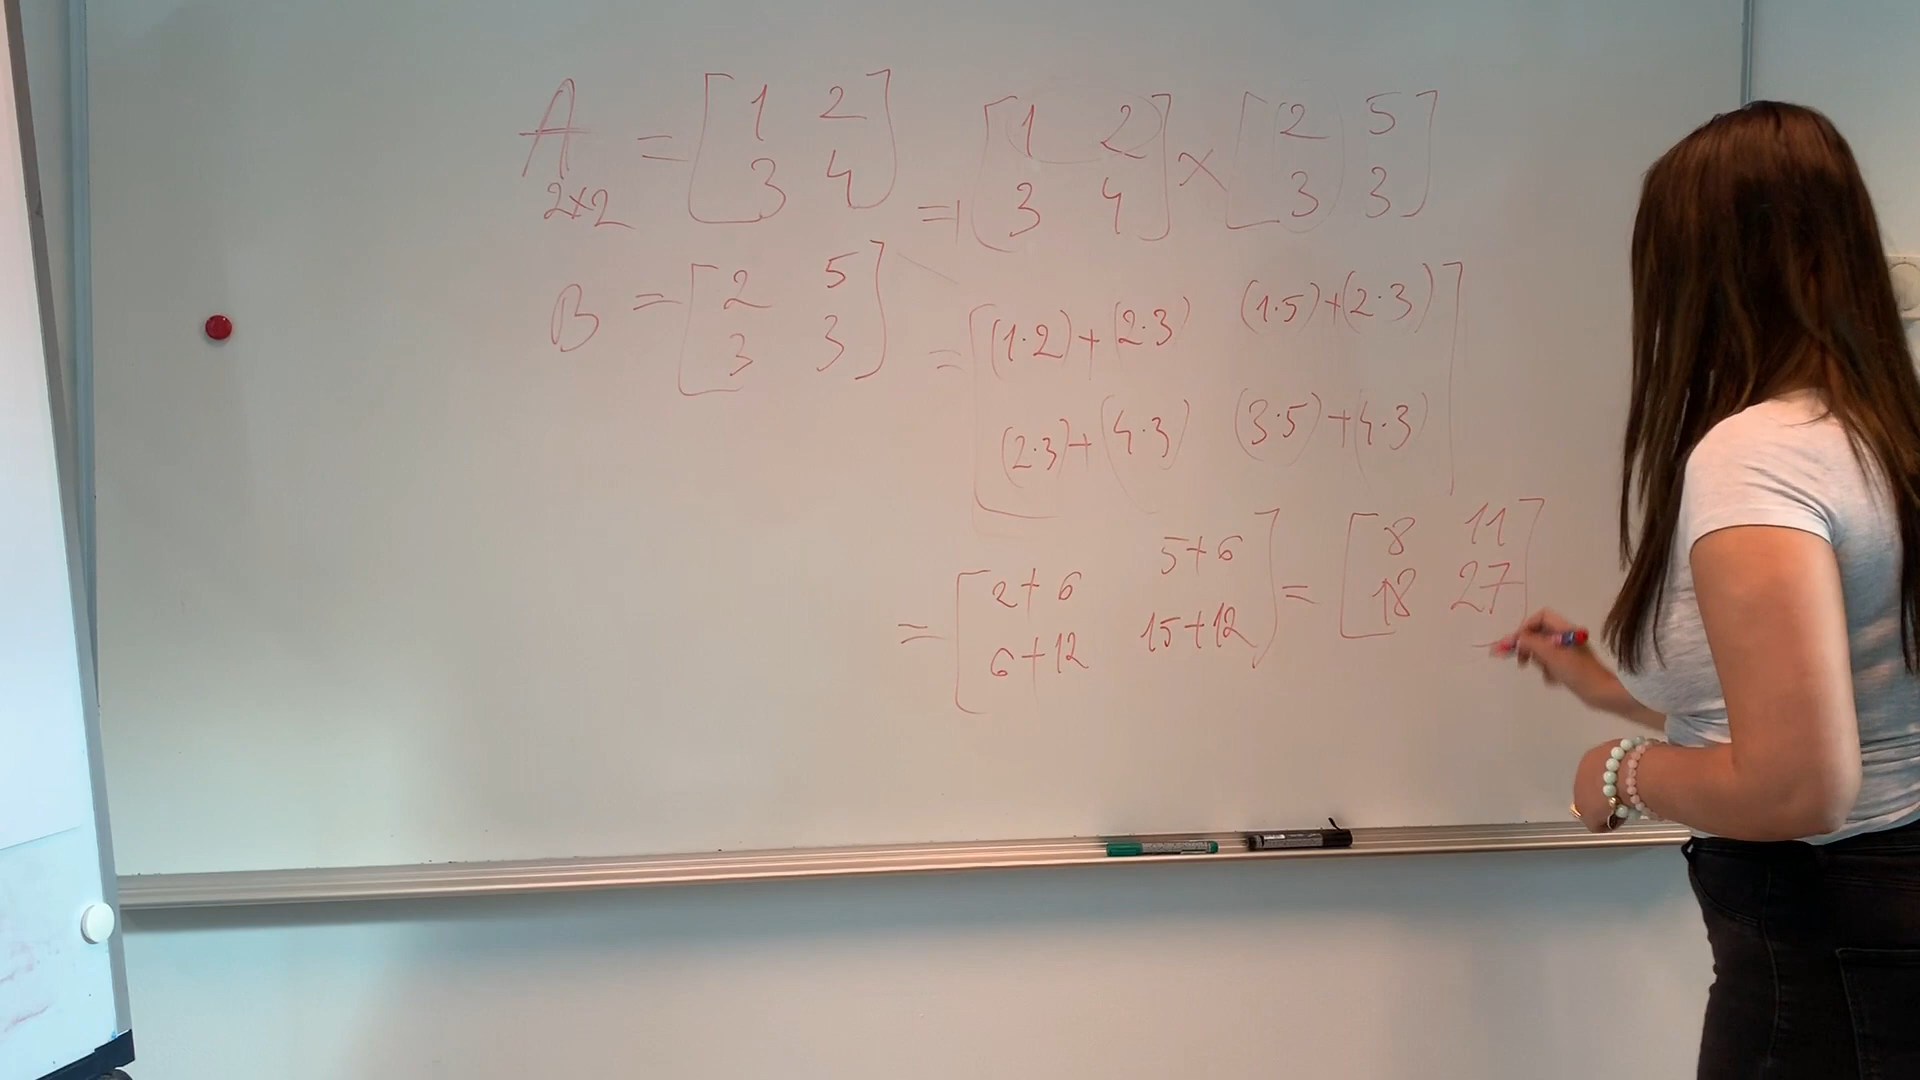 A = [1 2
2x2 3 4]
= [1 2
3 4] × [2 5
3 3]
B = [2 5
3 3]
= [(1·2)+(2·3) (1·5)+(2·3)
(2·3)+(4·3) (3·5)+(4·3)]
= [2+6 5+6
6+12 15+12] = [8 11
18 27]